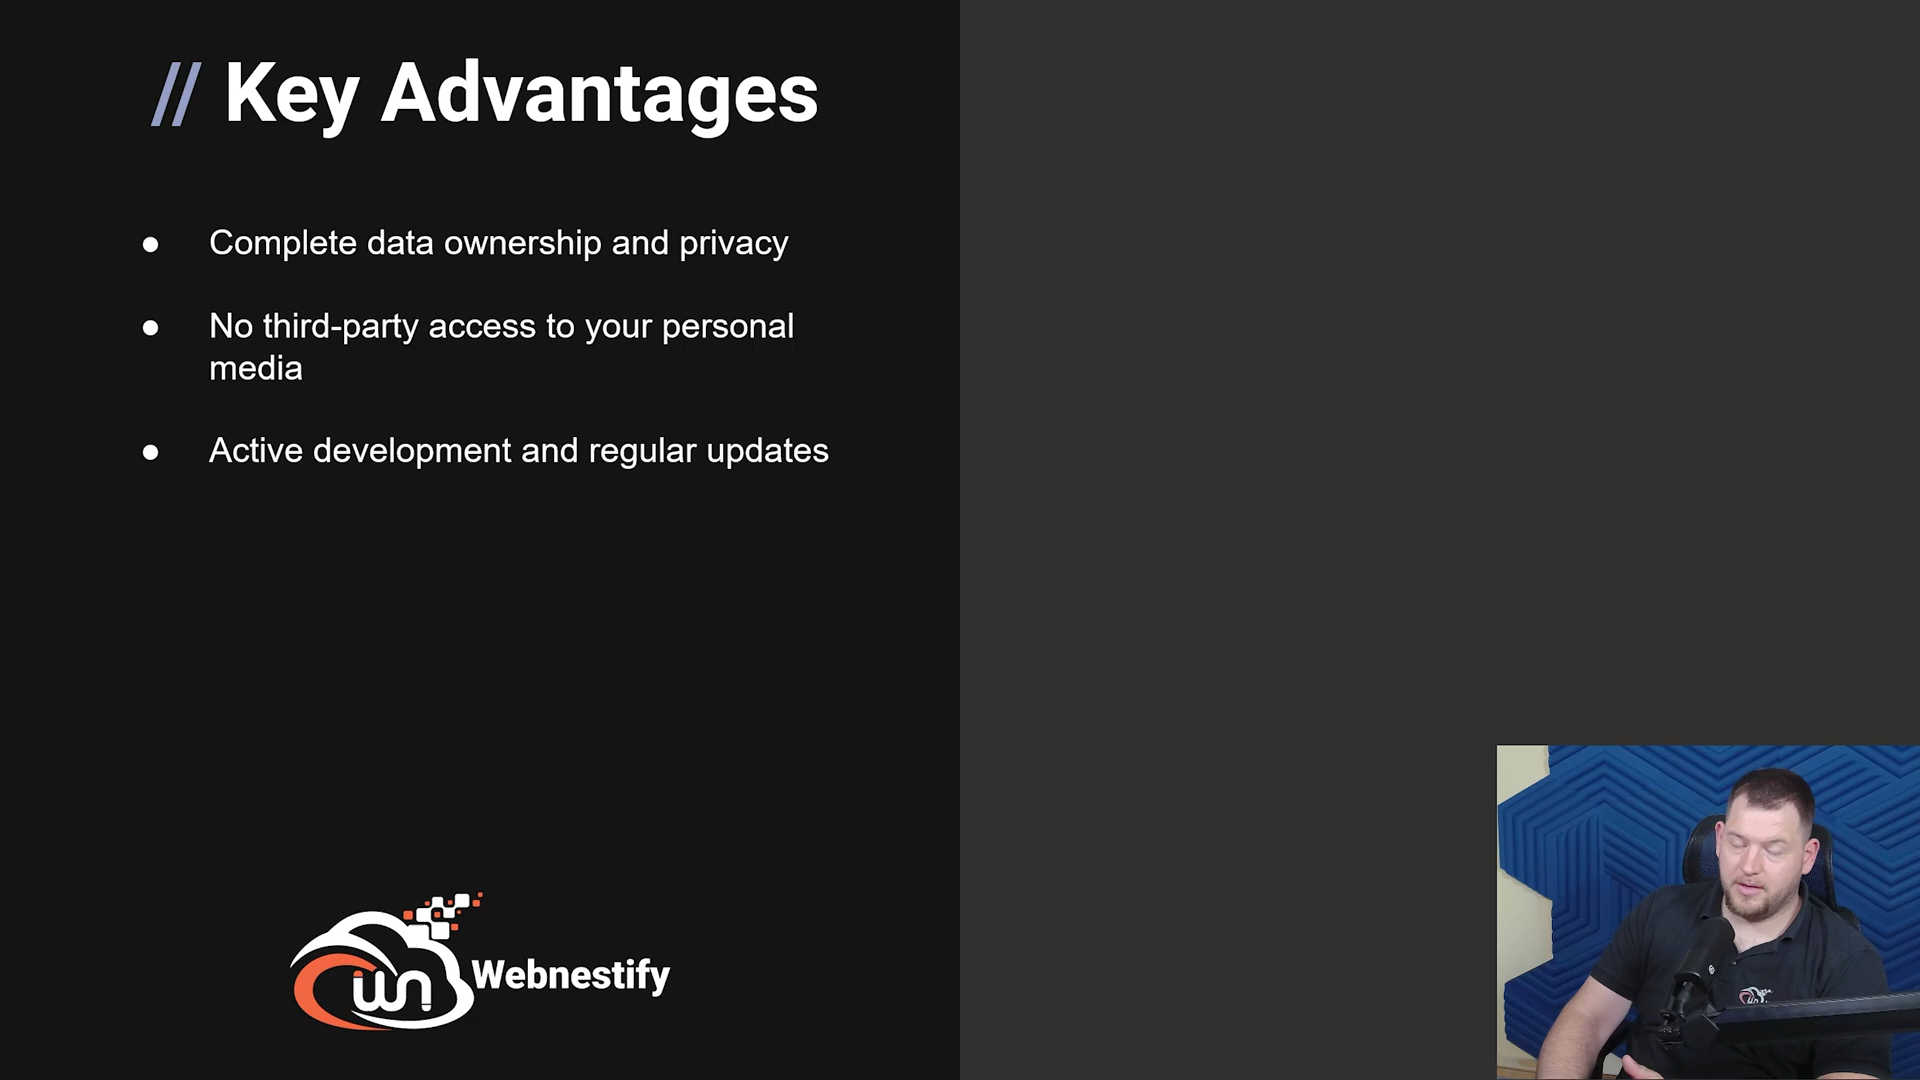 // Key Advantages
● Complete data ownership and privacy
● No third-party access to your personal
media
● Active development and regular updates
wn
Webnestify